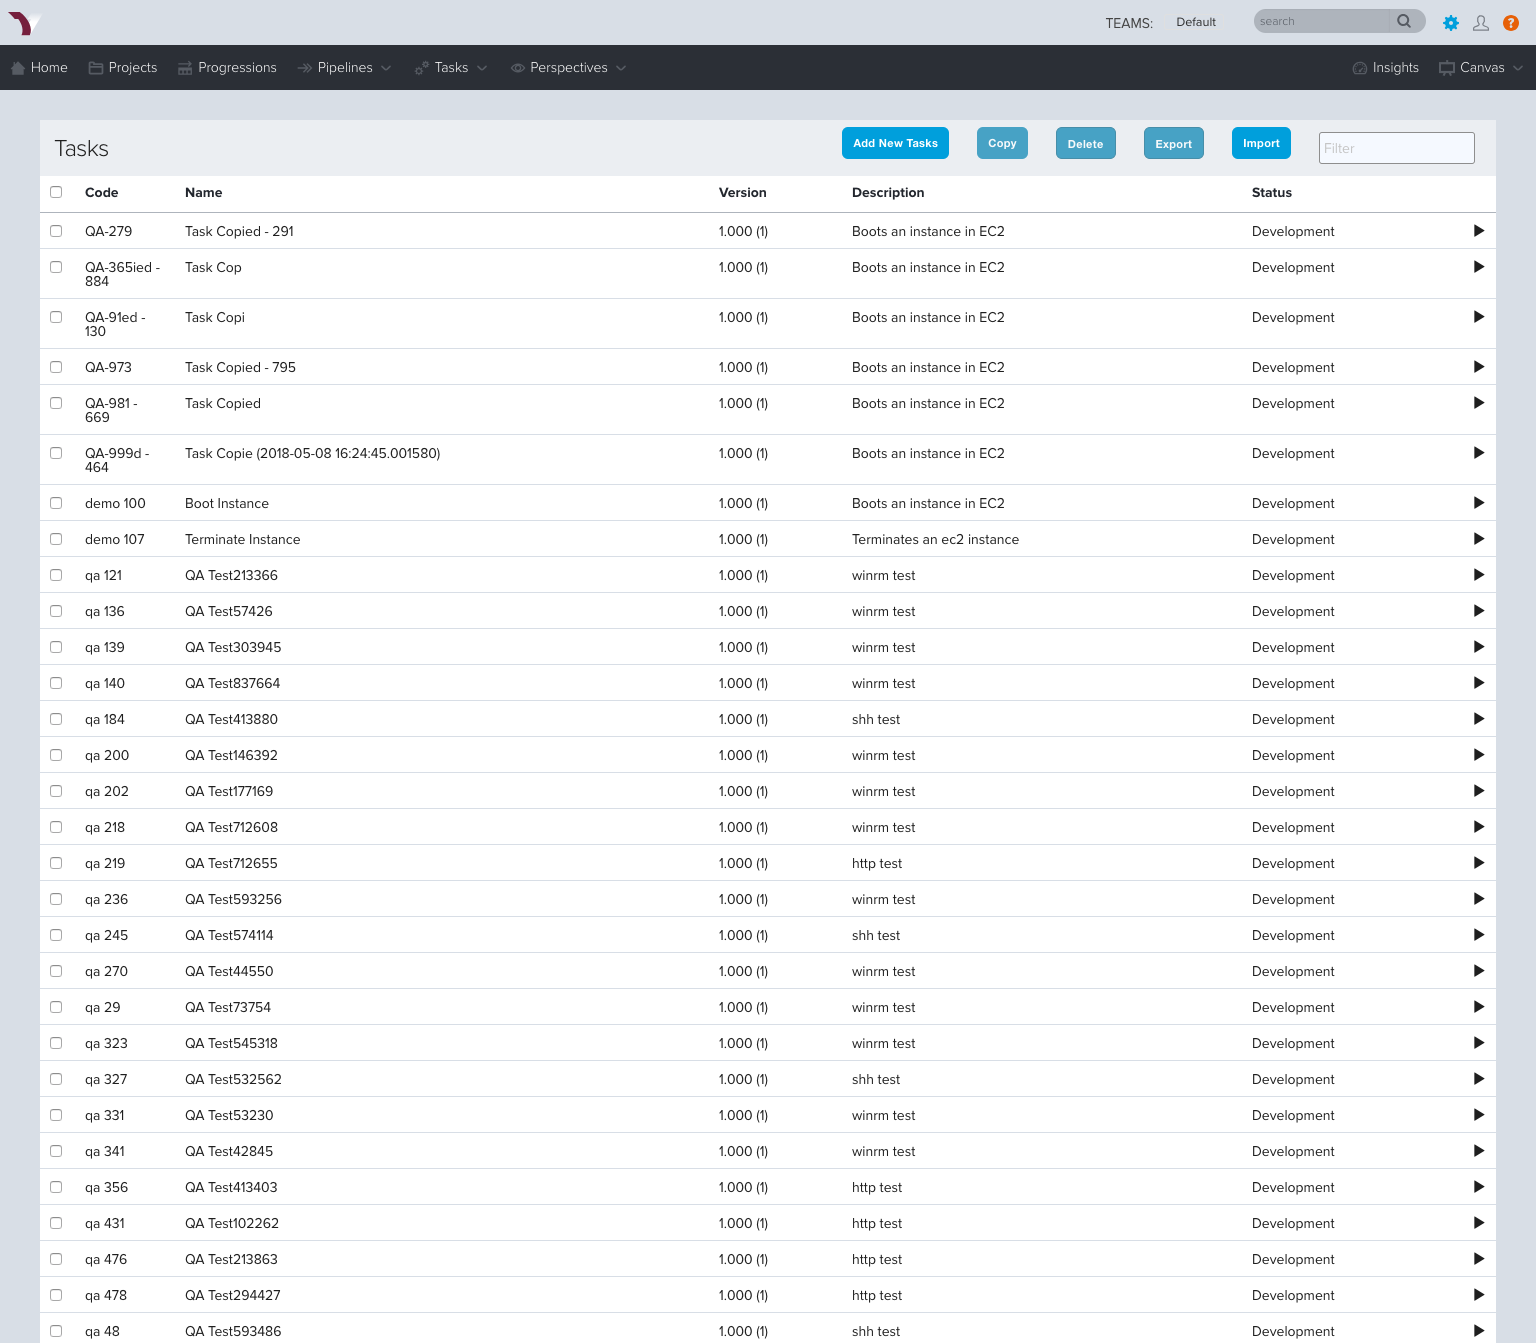 TEAMS: Default search ?
Home Projects Progressions Pipelines Tasks Perspectives Insights Canvas
Tasks Add New Tasks Copy Delete Export Import Filter
Code Name Version Description Status
QA-279 Task Copied - 291 1.000 (1) Boots an instance in EC2 Development
QA-365ied - Task Cop 1.000 (1) Boots an instance in EC2 Development
884
QA-91ed - Task Copi 1.000 (1) Boots an instance in EC2 Development
130
QA-973 Task Copied - 795 1.000 (1) Boots an instance in EC2 Development
QA-981 - Task Copied 1.000 (1) Boots an instance in EC2 Development
669
QA-999d - Task Copie (2018-05-08 16:24:45.001580) 1.000 (1) Boots an instance in EC2 Development
464
demo 100 Boot Instance 1.000 (1) Boots an instance in EC2 Development
demo 107 Terminate Instance 1.000 (1) Terminates an ec2 instance Development
qa 121 QA Test213366 1.000 (1) winrm test Development
qa 136 QA Test57426 1.000 (1) winrm test Development
qa 139 QA Test303945 1.000 (1) winrm test Development
qa 140 QA Test837664 1.000 (1) winrm test Development
qa 184 QA Test413880 1.000 (1) shh test Development
qa 200 QA Test146392 1.000 (1) winrm test Development
qa 202 QA Test177169 1.000 (1) winrm test Development
qa 218 QA Test712608 1.000 (1) winrm test Development
qa 219 QA Test712655 1.000 (1) http test Development
qa 236 QA Test593256 1.000 (1) winrm test Development
qa 245 QA Test574114 1.000 (1) shh test Development
qa 270 QA Test44550 1.000 (1) winrm test Development
qa 29 QA Test73754 1.000 (1) winrm test Development
qa 323 QA Test545318 1.000 (1) winrm test Development
qa 327 QA Test532562 1.000 (1) shh test Development
qa 331 QA Test53230 1.000 (1) winrm test Development
qa 341 QA Test42845 1.000 (1) winrm test Development
qa 356 QA Test413403 1.000 (1) http test Development
qa 431 QA Test102262 1.000 (1) http test Development
qa 476 QA Test213863 1.000 (1) http test Development
qa 478 QA Test294427 1.000 (1) http test Development
qa 48 QA Test593486 1.000 (1) shh test Development